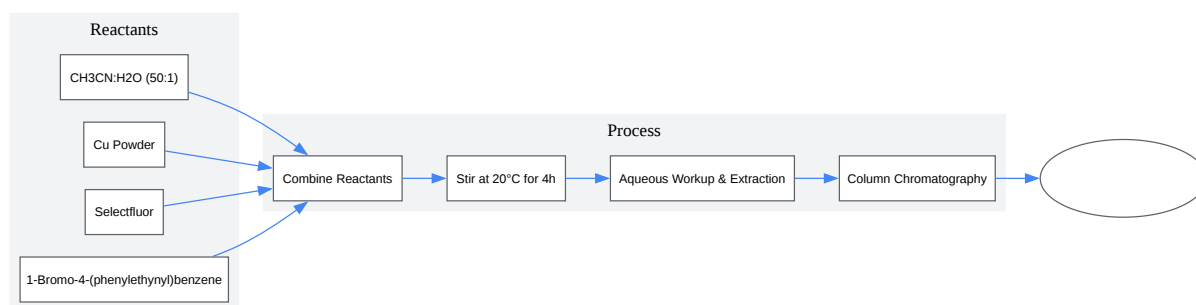 Reactants
CH3CN:H2O (50:1)
Cu Powder
Selectfluor
1-Bromo-4-(phenylethynyl)benzene
Process
Combine Reactants
Stir at 20°C for 4h
Aqueous Workup & Extraction
Column Chromatography